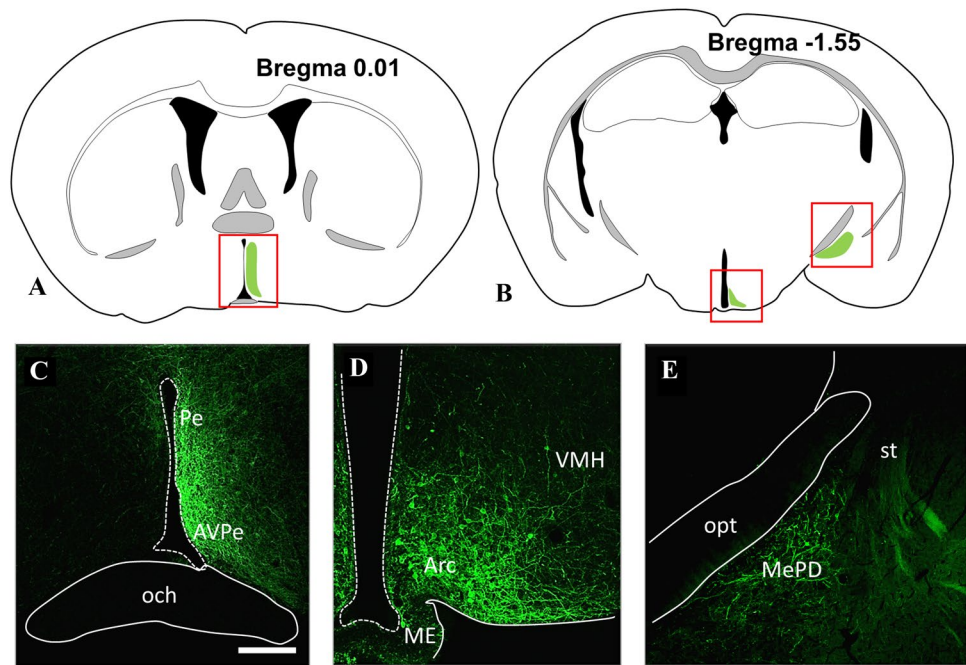 Bregma 0.01
A
Bregma -1.55
B
C
Pe
AVPe
och
D
VMH
Arc
ME
E
st
opt
MePD